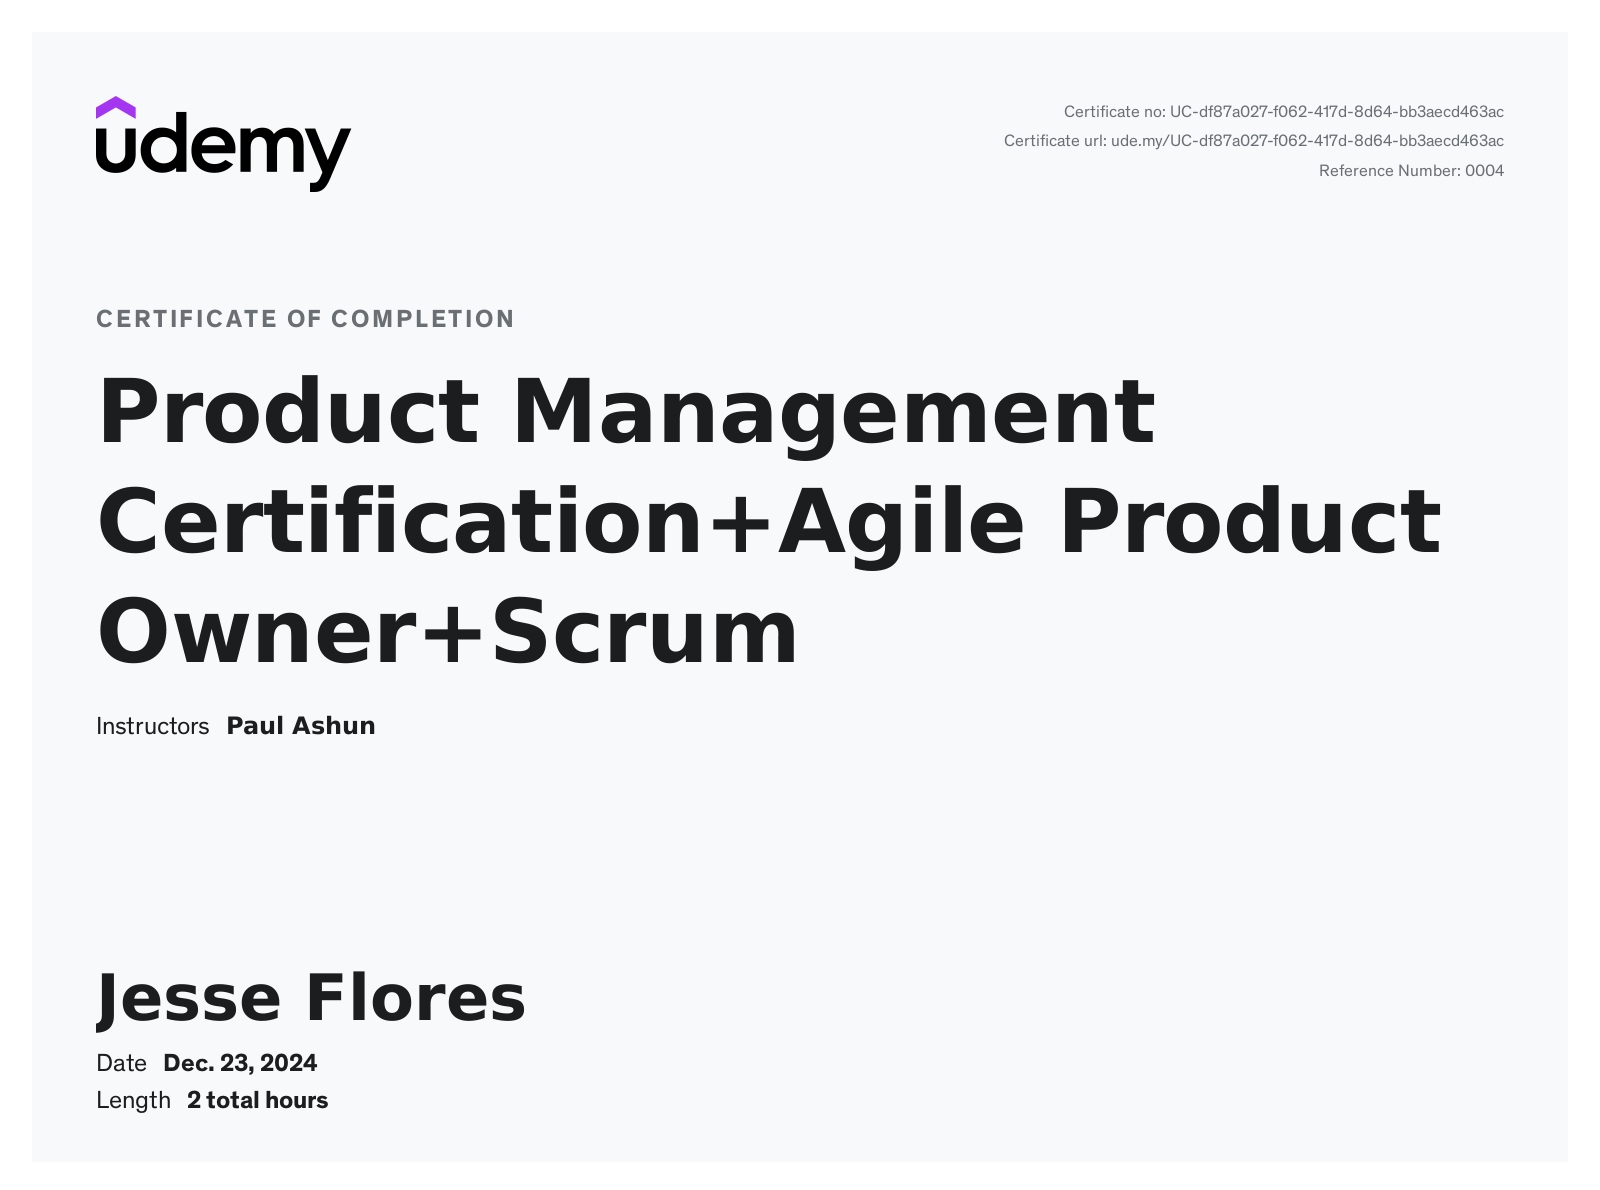 udemy
Certificate no: UC-df87a027-f062-417d-8d64-bb3aecd463ac
Certificate url: ude.my/UC-df87a027-f062-417d-8d64-bb3aecd463ac
Reference Number: 0004
CERTIFICATE OF COMPLETION
Product Management
Certification+Agile Product
Owner+Scrum
Instructors Paul Ashun
Jesse Flores
Date Dec. 23, 2024
Length 2 total hours